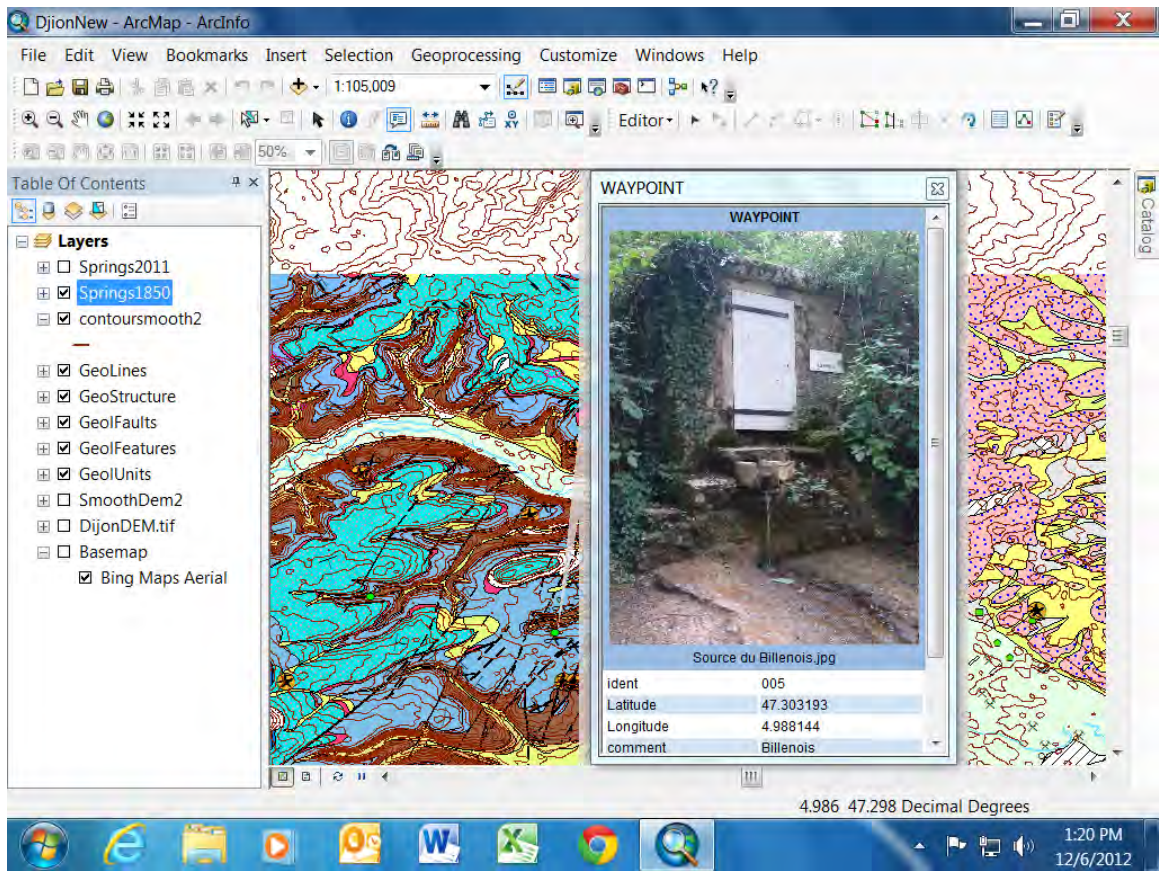 DjionNew - ArcMap - ArcInfo
File Edit View Bookmarks Insert Selection Geoprocessing Customize Windows Help
1:105,009
Editor
50%
Table Of Contents
Layers
Springs2011
Springs1850
contoursmooth2
GeoLines
GeoStructure
GeolFaults
GeolFeatures
GeolUnits
SmoothDem2
DijonDEM.tif
Basemap
Bing Maps Aerial
WAYPOINT
WAYPOINT
Source du Billenois.jpg
ident 005
Latitude 47.303193
Longitude 4.988144
comment Billenois
Catalog
4.986 47.298 Decimal Degrees
1:20 PM
12/6/2012